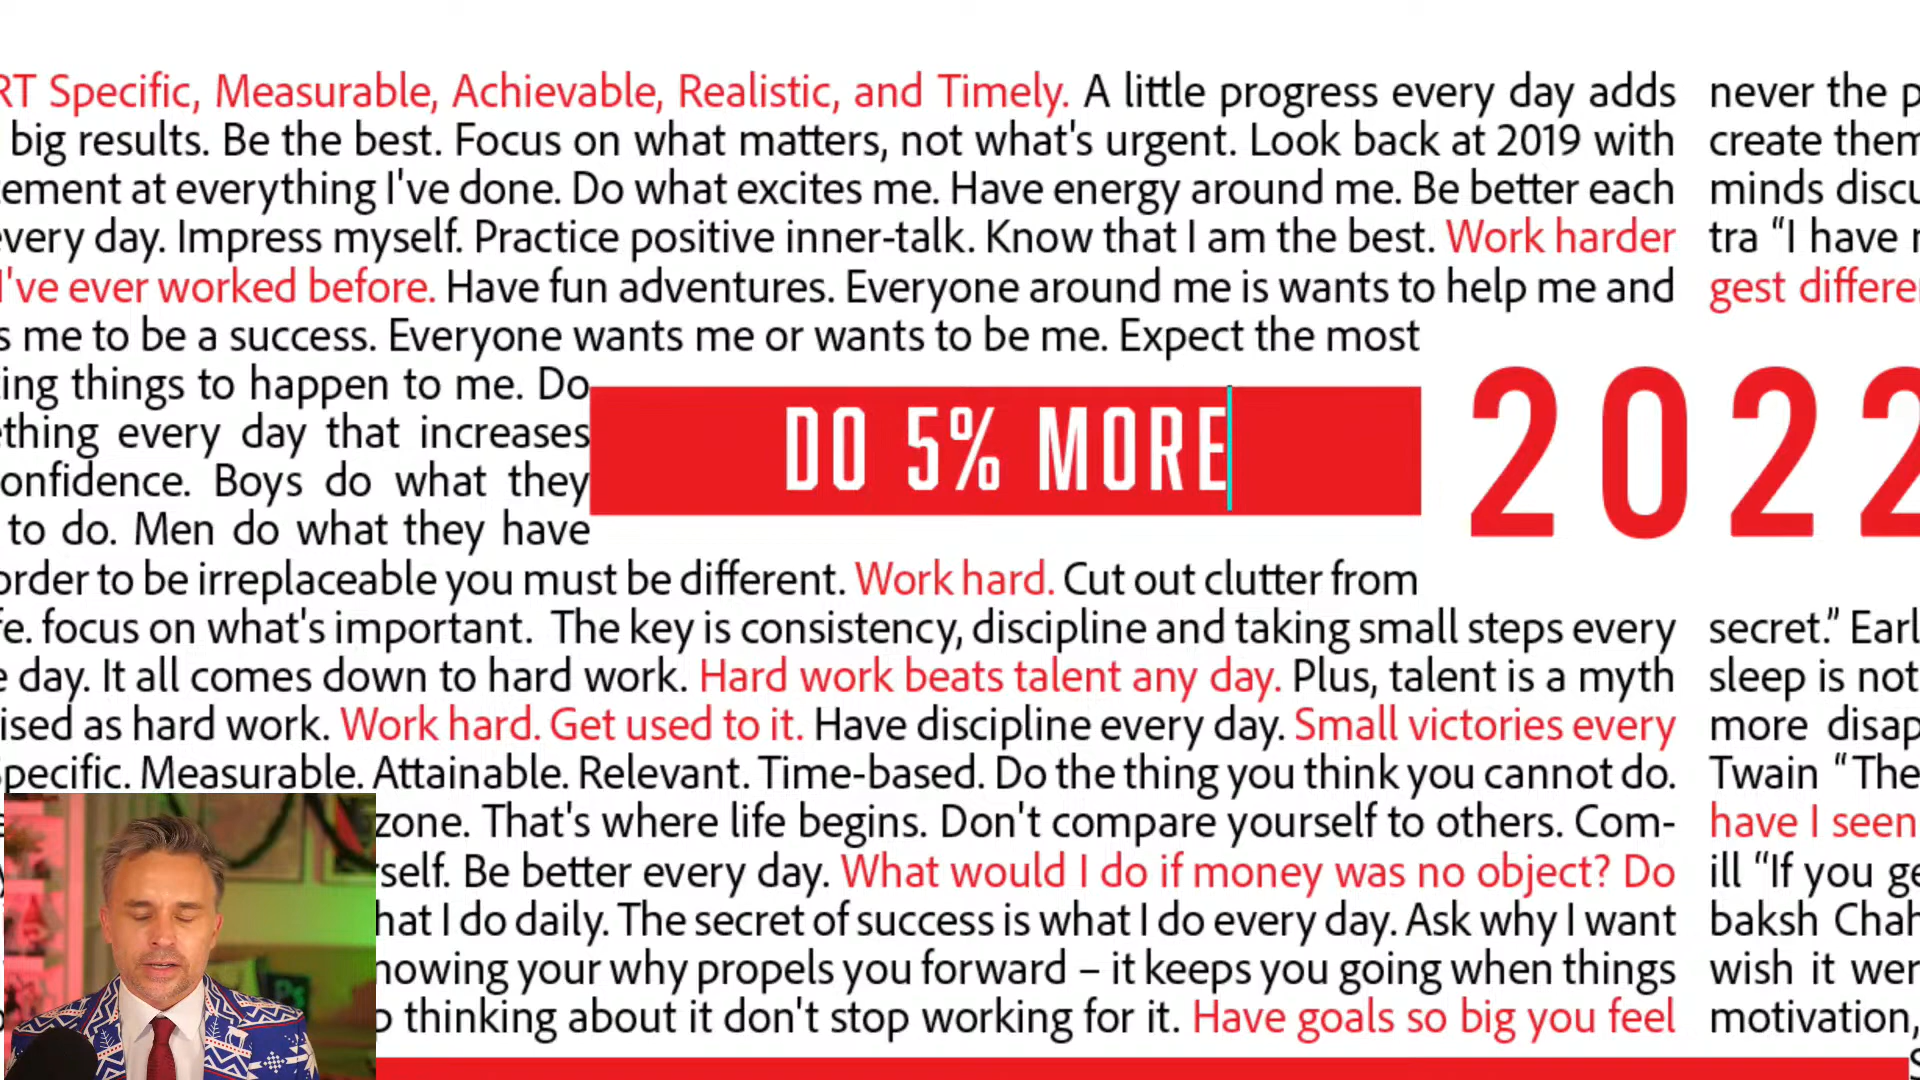 RT Specific, Measurable, Achievable, Realistic, and Timely. A little progress every day adds
big results. Be the best. Focus on what matters, not what's urgent. Look back at 2019 with
ement at everything I've done. Do what excites me. Have energy around me. Be better each
every day. Impress myself. Practice positive inner-talk. Know that I am the best. Work harder
I've ever worked before. Have fun adventures. Everyone around me is wants to help me and
s me to be a success. Everyone wants me or wants to be me. Expect the most
ing things to happen to me. Do
ething every day that increases
onfidence. Boys do what they
to do. Men do what they have
DO 5% MORE
2022
order to be irreplaceable you must be different. Work hard. Cut out clutter from
fe. focus on what's important. The key is consistency, discipline and taking small steps every
e day. It all comes down to hard work. Hard work beats talent any day. Plus, talent is a myth
ised as hard work. Work hard. Get used to it. Have discipline every day. Small victories every
Specific. Measurable. Attainable. Relevant. Time-based. Do the thing you think you cannot do.
zone. That's where life begins. Don't compare yourself to others. Com-
rself. Be better every day. What would I do if money was no object? Do
hat I do daily. The secret of success is what I do every day. Ask why I want
nowing your why propels you forward – it keeps you going when things
o thinking about it don't stop working for it. Have goals so big you feel
never the p
create them
minds discu
tra “I have
gest differe
secret.” Earl
sleep is not
more disap
Twain “The
have I seen
ill “If you ge
baksh Chah
wish it wer
motivation,